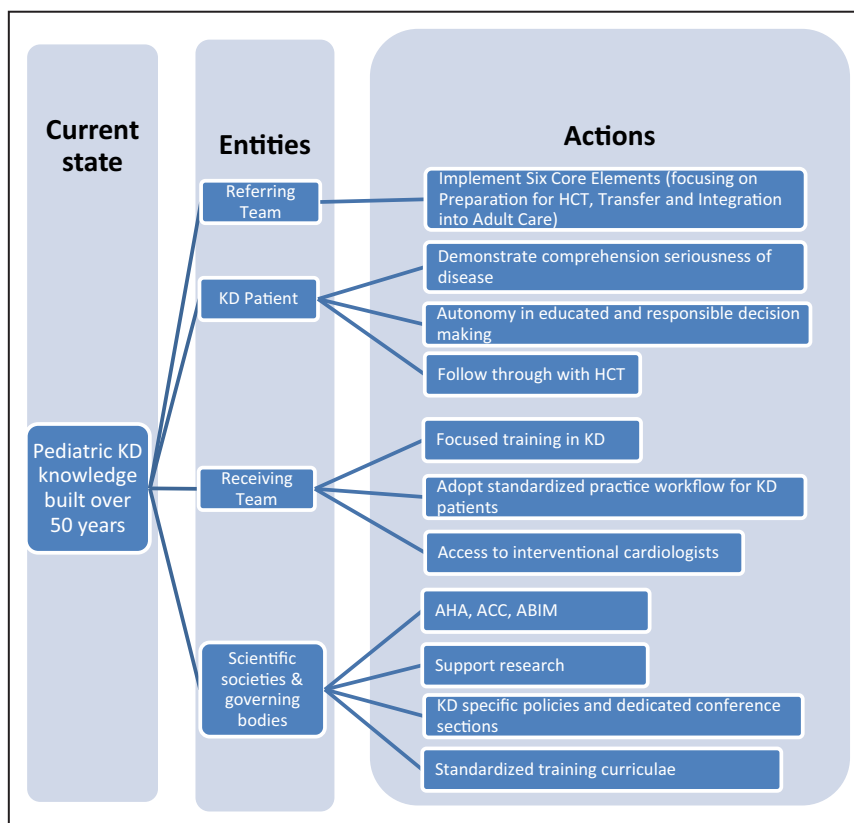 Current
state
Entities
Actions
Pediatric KD
knowledge
built over
50 years
Referring
Team
KD Patient
Receiving
Team
Scientific
societies &
governing
bodies
Implement Six Core Elements (focusing on
Preparation for HCT, Transfer and Integration
into Adult Care)
Demonstrate comprehension seriousness of
disease
Autonomy in educated and responsible decision
making
Follow through with HCT
Focused training in KD
Adopt standardized practice workflow for KD
patients
Access to interventional cardiologists
AHA, ACC, ABIM
Support research
KD specific policies and dedicated conference
sections
Standardized training curriculae